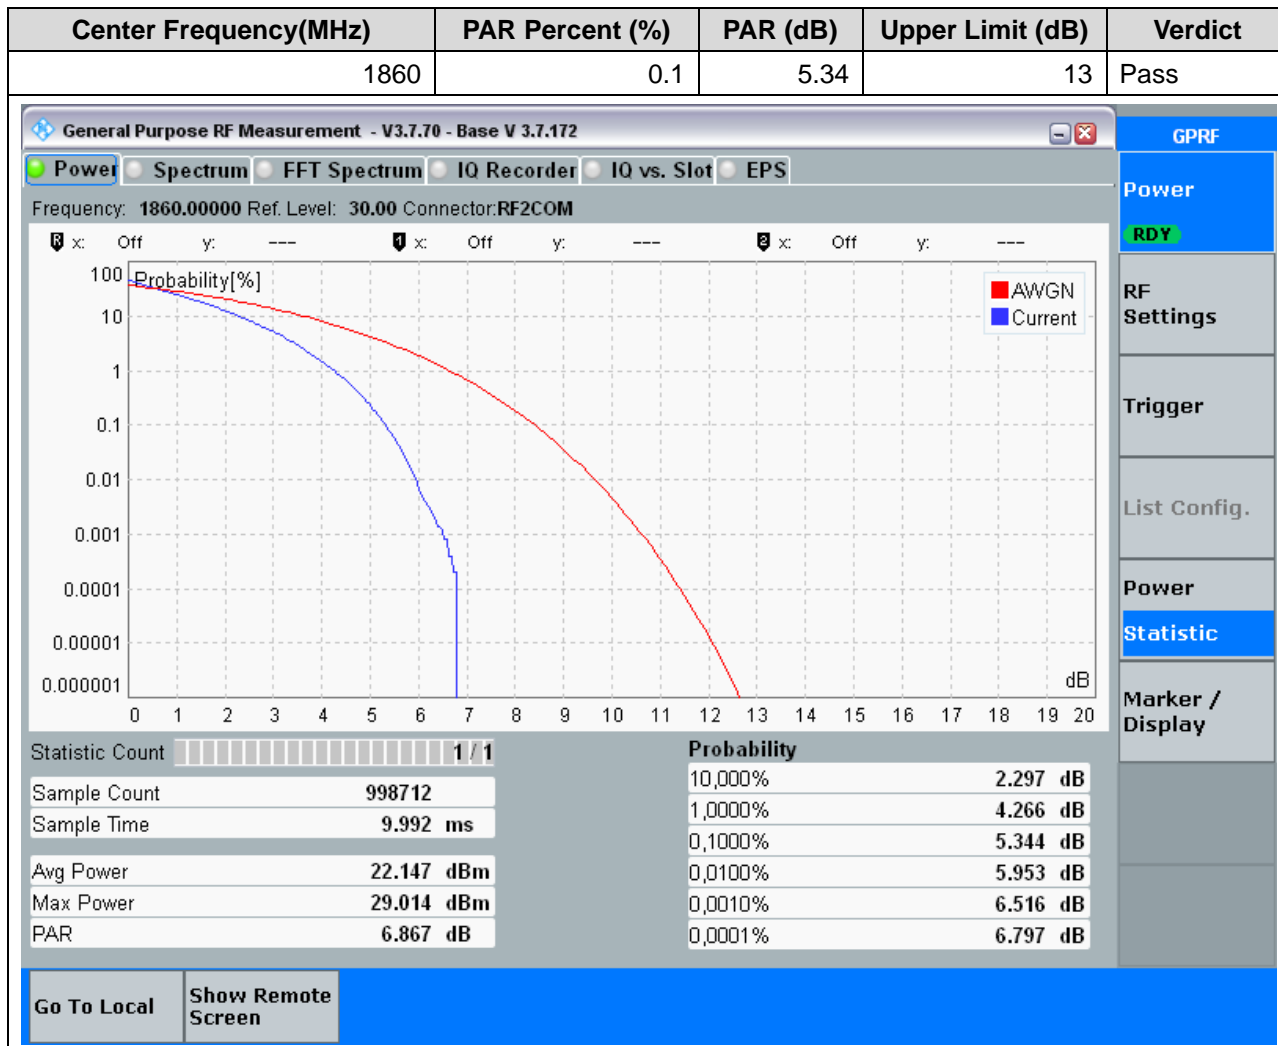 Center Frequency(MHz) PAR Percent (%) PAR (dB) Upper Limit (dB) Verdict
1860 0.1 5.34 13 Pass
General Purpose RF Measurement - V3.7.70 - Base V 3.7.172
GPRF
Power Spectrum FFT Spectrum IQ Recorder IQ vs. Slot EPS
Frequency: 1860.00000 Ref. Level: 30.00 Connector:RF2COM
R x: Off y: --- 1 x: Off y: --- 2 x: Off y: ---
Probability[%]
AWGN
Current
100
10
1
0.1
0.01
0.001
0.0001
0.00001
0.000001
dB
0 1 2 3 4 5 6 7 8 9 10 11 12 13 14 15 16 17 18 19 20
Statistic Count 1 / 1
Sample Count 998712
Sample Time 9.992 ms
Avg Power 22.147 dBm
Max Power 29.014 dBm
PAR 6.867 dB
Probability
10,000% 2.297 dB
1,0000% 4.266 dB
0,1000% 5.344 dB
0,0100% 5.953 dB
0,0010% 6.516 dB
0,0001% 6.797 dB
Power
RDY
RF
Settings
Trigger
List Config.
Power
Statistic
Marker /
Display
Go To Local
Show Remote
Screen